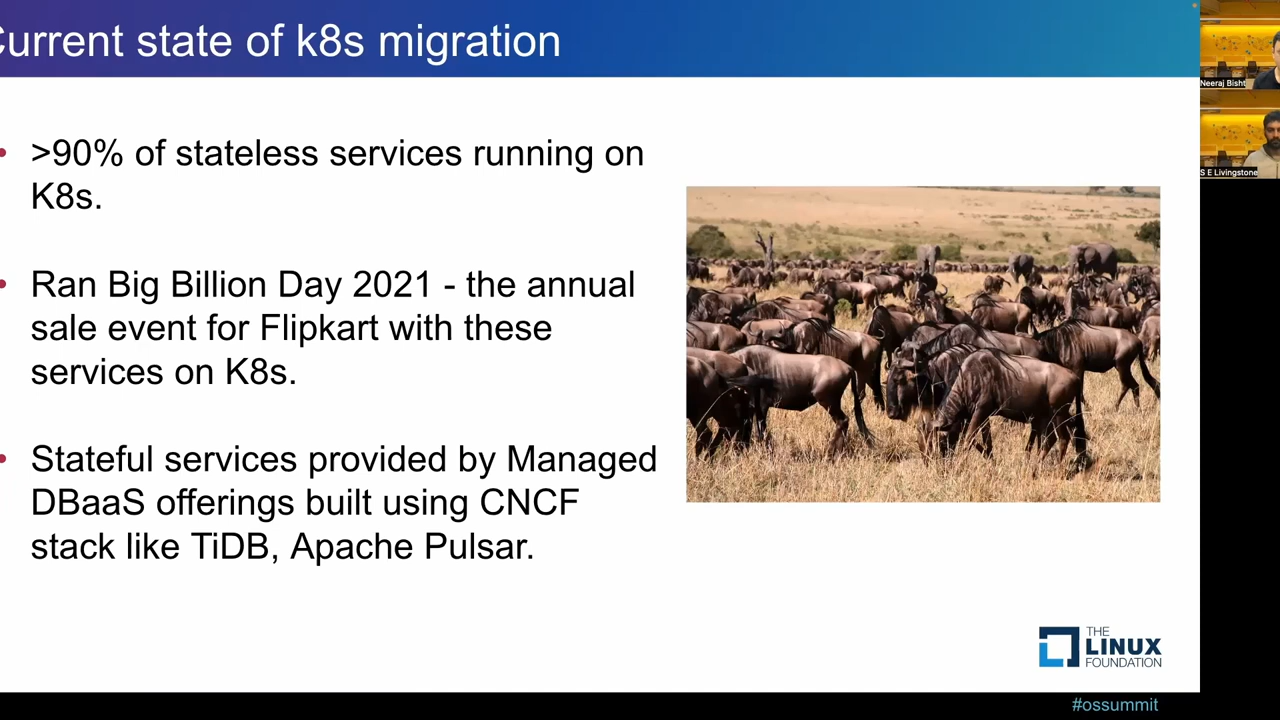 Current state of k8s migration
>90% of stateless services running on
K8s.
Ran Big Billion Day 2021 - the annual
sale event for Flipkart with these
services on K8s.
Stateful services provided by Managed
DBaaS offerings built using CNCF
stack like TiDB, Apache Pulsar.
THE
LINUX
FOUNDATION
#ossummit
Neeraj Bisht
S E Livingstone